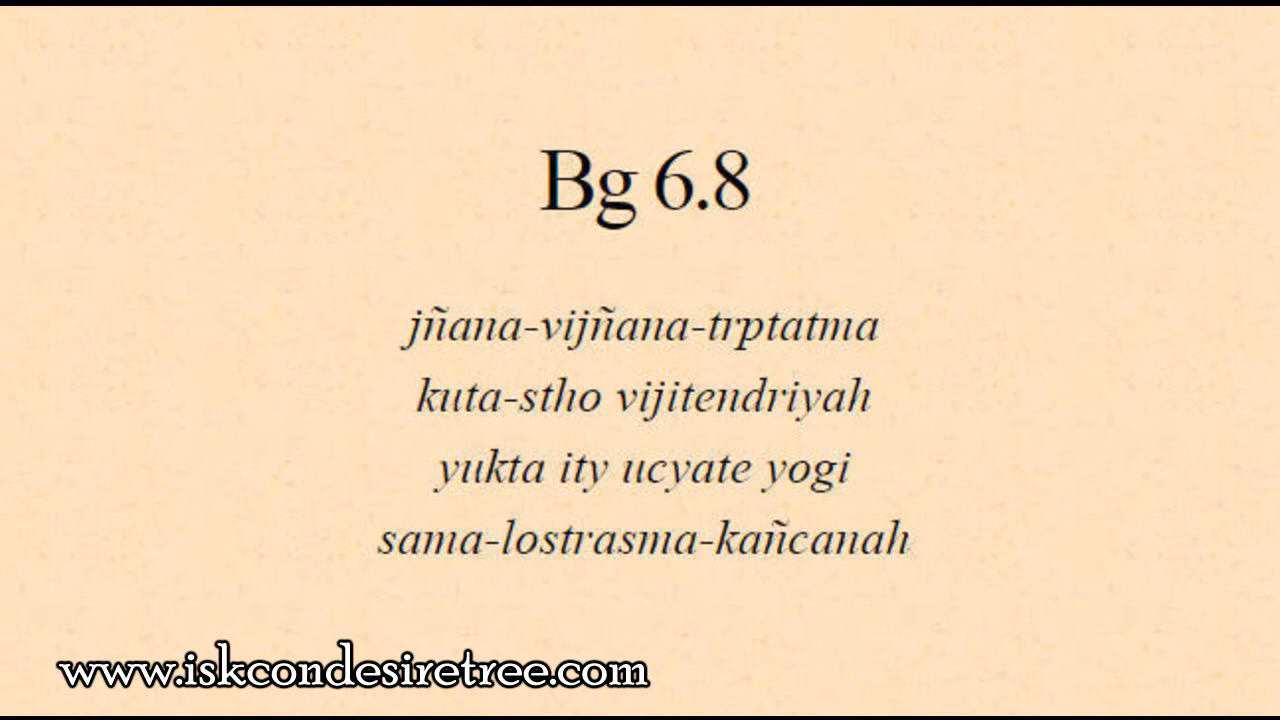 Bg 6.8
jñana-vijñana-trptatma
kuta-stho vijitendriyah
yukta ity ucyate yogi
sama-lostrasma-kañcanah
www.iskcondesiretree.com